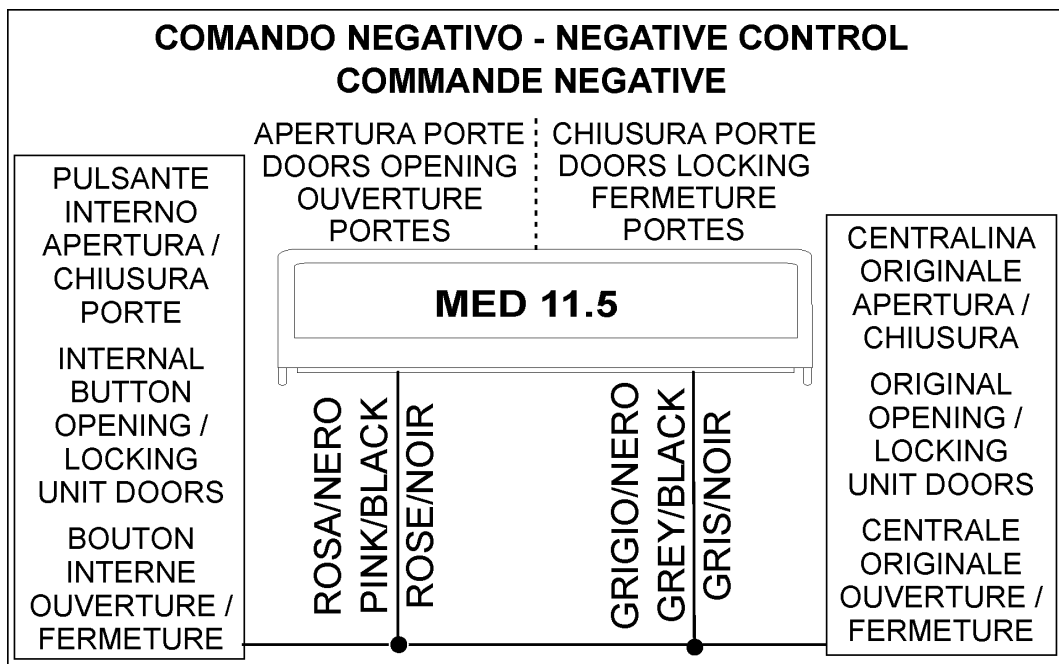 COMANDO NEGATIVO - NEGATIVE CONTROL
COMMANDE NEGATIVE
APERTURA PORTE
DOORS OPENING
OUVERTURE
PORTES
CHIUSURA PORTE
DOORS LOCKING
FERMETURE
PORTES
PULSANTE
INTERNO
APERTURA /
CHIUSURA
PORTE
INTERNAL
BUTTON
OPENING /
LOCKING
UNIT DOORS
BOUTON
INTERNE
OUVERTURE /
FERMETURE
MED 11.5
ROSA/NERO
PINK/BLACK
ROSE/NOIR
GRIGIO/NERO
GREY/BLACK
GRIS/NOIR
CENTRALINA
ORIGINALE
APERTURA /
CHIUSURA
ORIGINAL
OPENING /
LOCKING
UNIT DOORS
CENTRALE
ORIGINALE
OUVERTURE /
FERMETURE